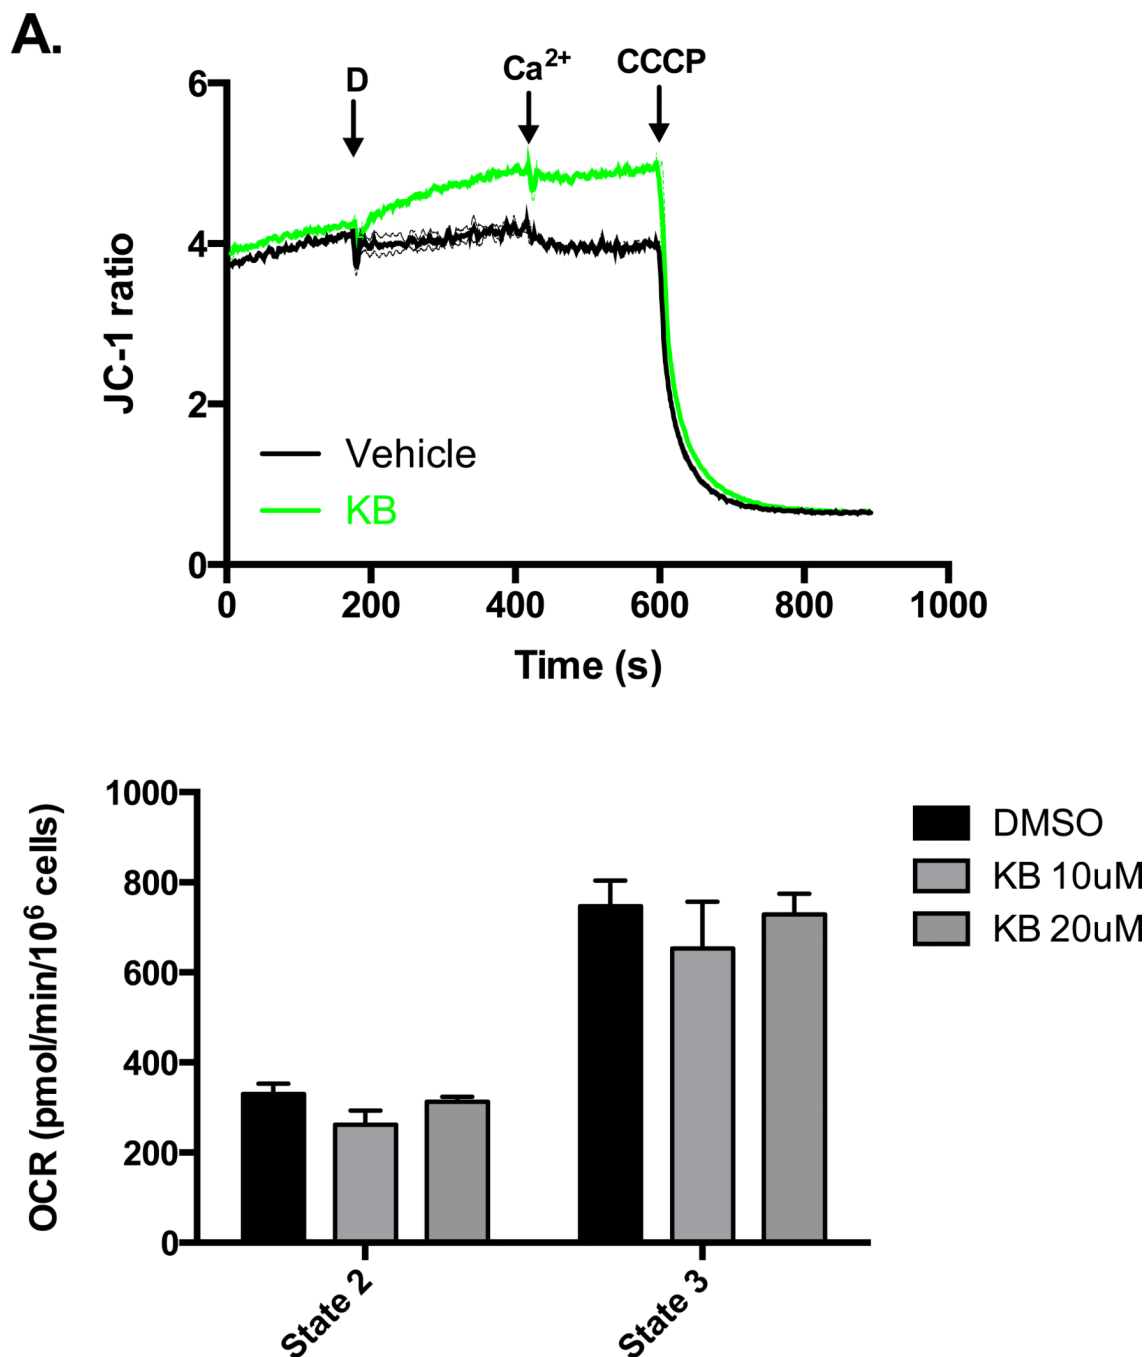 A.
D
Ca²⁺
CCCP
6
4
2
0
JC-1 ratio
Vehicle
KB
0 200 400 600 800 1000
Time (s)
1000
800
600
400
200
0
OCR (pmol/min/10⁶ cells)
DMSO
KB 10uM
KB 20uM
State 2
State 3